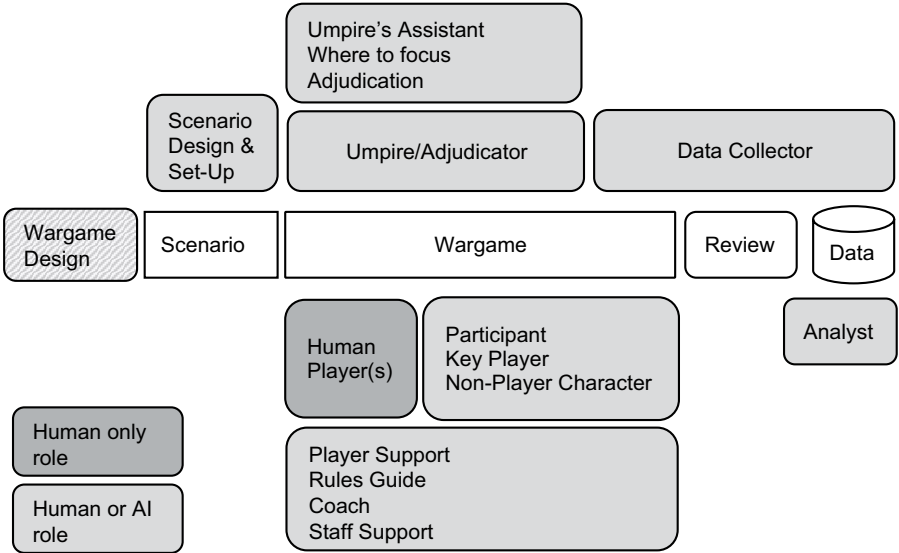 Umpire’s Assistant
Where to focus
Adjudication
Scenario
Design &
Set-Up
Umpire/Adjudicator
Data Collector
Wargame
Design
Scenario
Wargame
Review
Data
Human
Player(s)
Participant
Key Player
Non-Player Character
Analyst
Human only
role
Human or AI
role
Player Support
Rules Guide
Coach
Staff Support